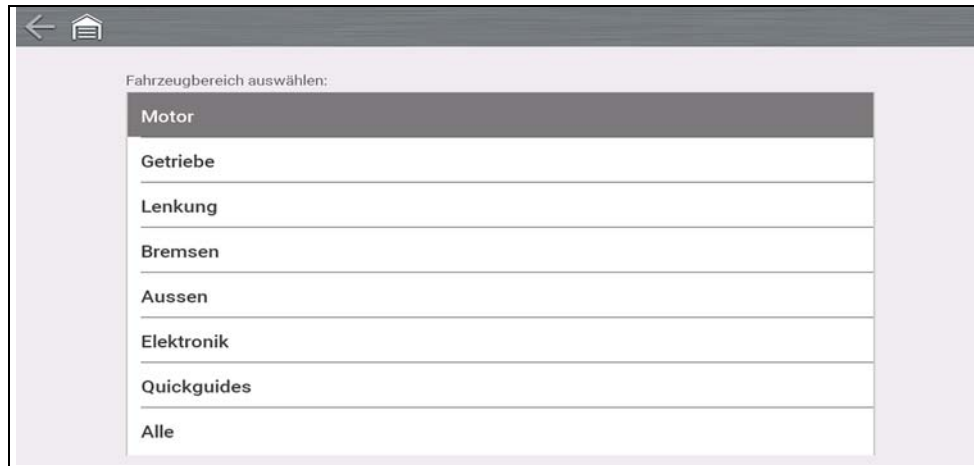 Fahrzeugbereich auswählen:
Motor
Getriebe
Lenkung
Bremsen
Aussen
Elektronik
Quickguides
Alle